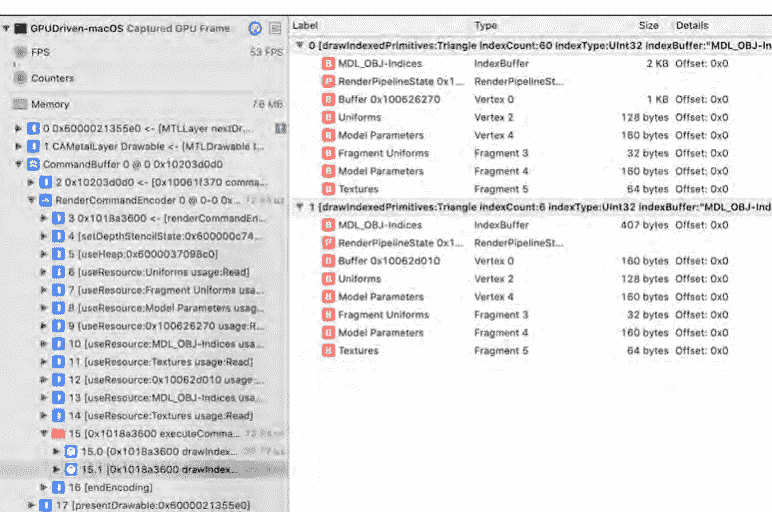 GPUDriven-macOS Captured GPU Frame
FPS 53 FPS
Counters
Memory 7.6 MB
0 0x6000021355e0 <- [MTLLayer nextDr...
1 CAMetalLayer Drawable <- [MTLDrawable t...
CommandBuffer 0 @ 0 0x10203d0d0
2 0x10203d0d0 <- [0x10061f370 comma...
RenderCommandEncoder 0 @ 0-0 0x...
3 0x1018a3600 <- [renderCommandEn...
4 [setDepthStencilState:0x600000c74...
5 [useHeap:0x6000037098c0]
6 [useResource:Uniforms usage:Read]
7 [useResource:Fragment Uniforms usa...
8 [useResource:Model Parameters usag...
9 [useResource:0x100626270 usage:R...
10 [useResource:MDL_OBJ-Indices usa...
11 [useResource:Textures usage:Read]
12 [useResource:0x10062d010 usage:...
13 [useResource:MDL_OBJ-Indices usa...
14 [useResource:Textures usage:Read]
15 [0x1018a3600 executeComma...
15.0 [0x1018a3600 drawIndex...
15.1 [0x1018a3600 drawIndex...
16 [endEncoding]
17 [presentDrawable:0x6000021355e0]
Label Type Size Details
0 [drawIndexedPrimitives:Triangle indexCount:60 indexType:UInt32 indexBuffer:"MDL_OBJ-In
MDL_OBJ-Indices IndexBuffer 2 KB Offset: 0x0
RenderPipelineState 0x1... RenderPipelineSt...
Buffer 0x100626270 Vertex 0 1 KB Offset: 0x0
Uniforms Vertex 2 128 bytes Offset: 0x0
Model Parameters Vertex 4 160 bytes Offset: 0x0
Fragment Uniforms Fragment 3 32 bytes Offset: 0x0
Model Parameters Fragment 4 160 bytes Offset: 0x0
Textures Fragment 5 64 bytes Offset: 0x0
1 [drawIndexedPrimitives:Triangle indexCount:6 indexType:UInt32 indexBuffer:"MDL_OBJ-Ind
MDL_OBJ-Indices IndexBuffer 407 bytes Offset: 0x0
RenderPipelineState 0x1... RenderPipelineSt...
Buffer 0x10062d010 Vertex 0 160 bytes Offset: 0x0
Uniforms Vertex 2 128 bytes Offset: 0x0
Model Parameters Vertex 4 160 bytes Offset: 0x0
Fragment Uniforms Fragment 3 32 bytes Offset: 0x0
Model Parameters Fragment 4 160 bytes Offset: 0x0
Textures Fragment 5 64 bytes Offset: 0x0